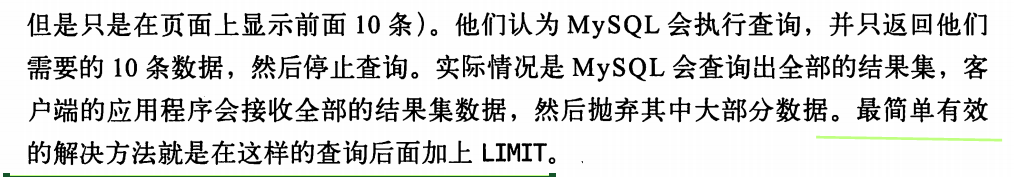 但是只是在页面上显示前面 10 条）。他们认为 MySQL 会执行查询，并只返回他们
需要的 10 条数据，然后停止查询。实际情况是 MySQL 会查询出全部的结果集，客
户端的应用程序会接收全部的结果集数据，然后抛弃其中大部分数据。最简单有效
的解决方法就是在这样的查询后面加上 LIMIT。